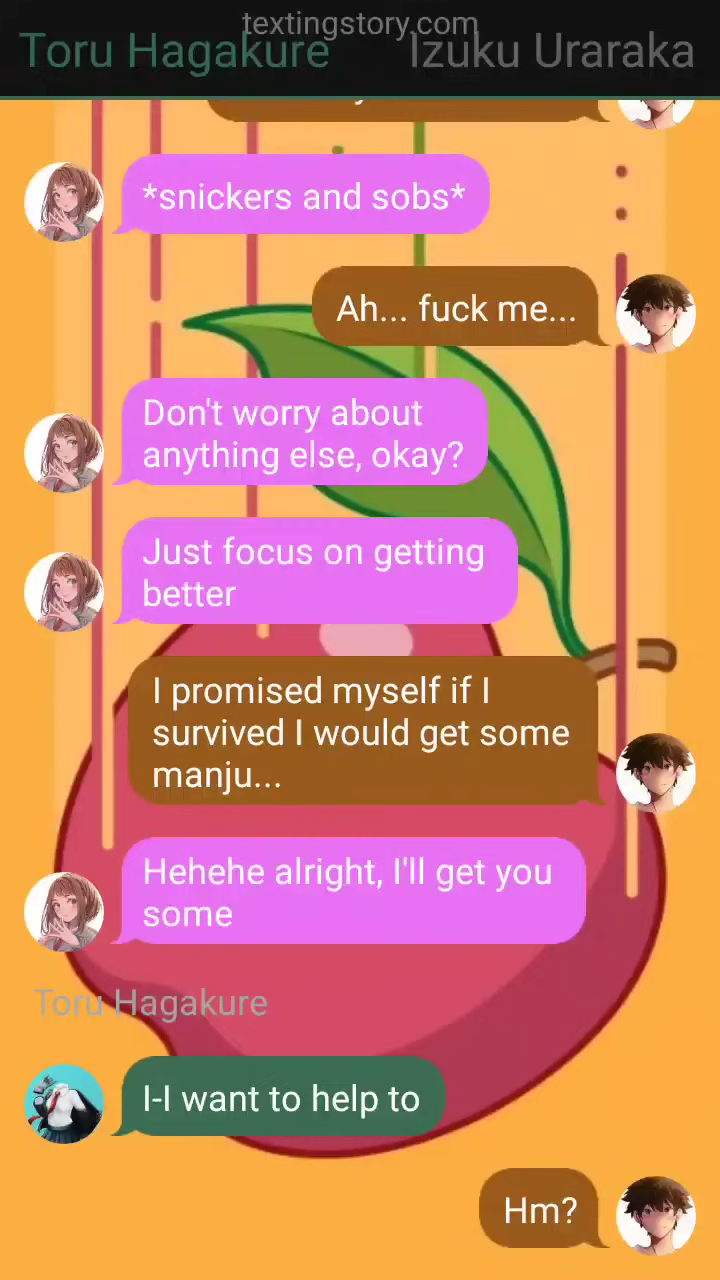 textingstory.com
Toru Hagakure
Izuku Uraraka
*snickers and sobs*
Ah... fuck me...
Don't worry about
anything else, okay?
Just focus on getting
better
I promised myself if I
survived I would get some
manju...
Hehehe alright, I'll get you
some
Toru Hagakure
I-I want to help to
Hm?